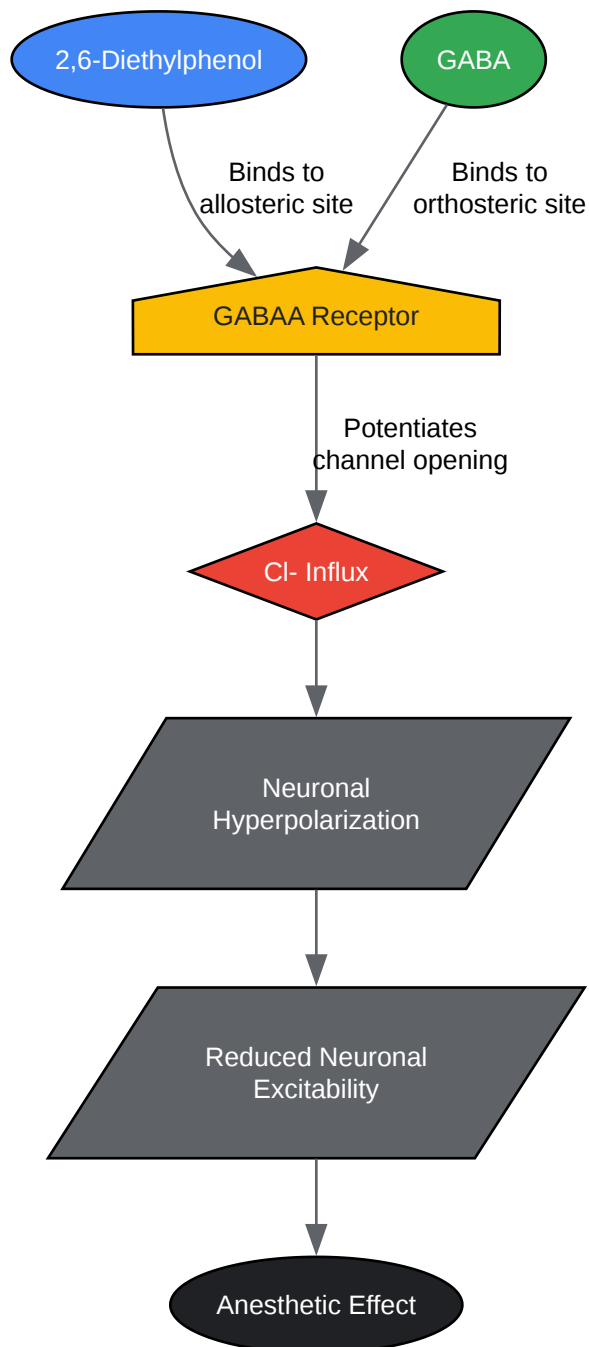 2,6-Diethylphenol
GABA
Binds to
allosteric site
Binds to
orthosteric site
GABAA Receptor
Potentiates
channel opening
Cl- Influx
Neuronal
Hyperpolarization
Reduced Neuronal
Excitability
Anesthetic Effect